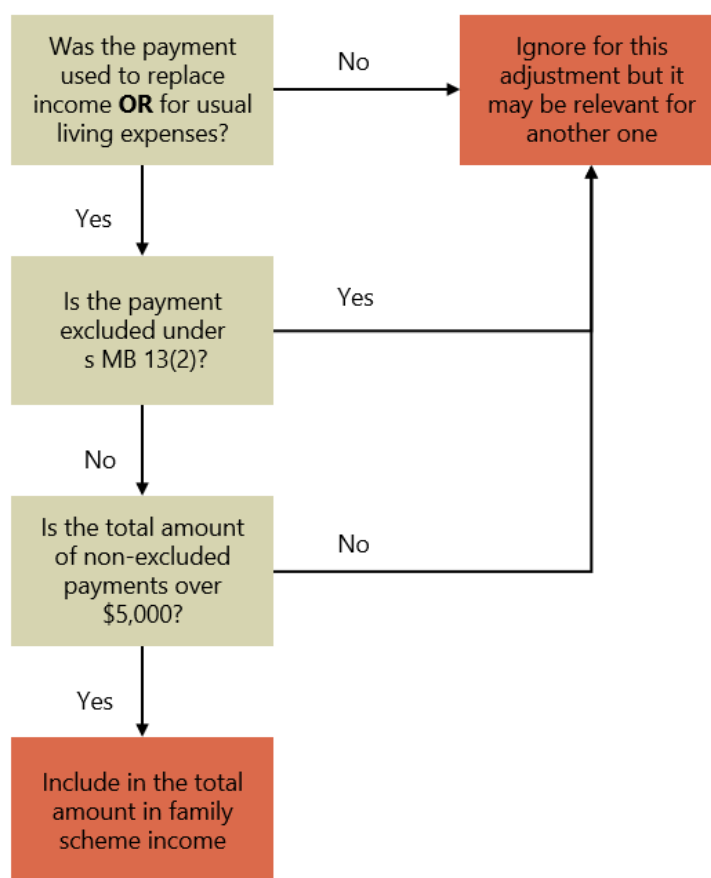 Was the payment
used to replace
income OR for usual
living expenses?
No
Ignore for this
adjustment but it
may be relevant for
another one
Yes
Is the payment
excluded under
s MB 13(2)?
Yes
No
Is the total amount
of non-excluded
payments over
$5,000?
No
Yes
Include in the total
amount in family
scheme income